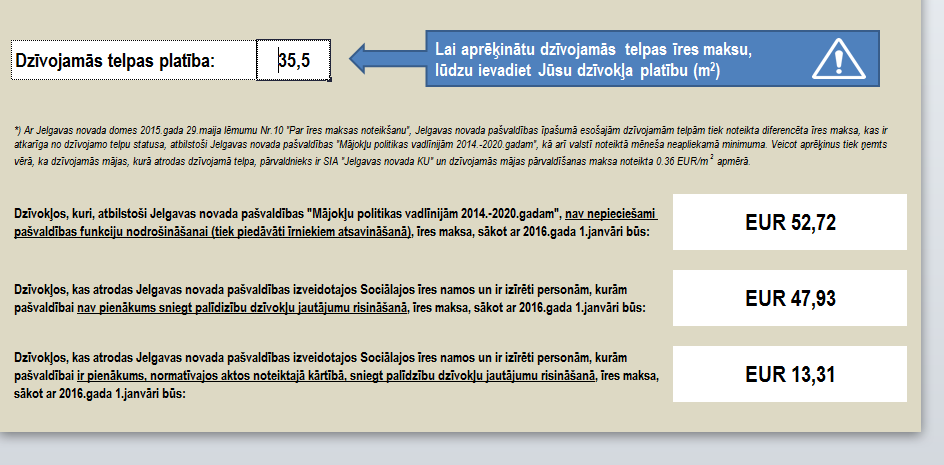 Dzīvojamās telpas platība:
35,5
Lai aprēķinātu dzīvojamās telpas īres maksu,
lūdzu ievadiet Jūsu dzīvokļa platību (m²)
*) Ar Jelgavas novada domes 2015.gada 29.maija lēmumu Nr.10 "Par īres maksas noteikšanu", Jelgavas novada pašvaldības īpašumā esošajām dzīvojamām telpām tiek noteikta diferencēta īres maksa, kas ir
atkarīga no dzīvojamo telpu statusa, atbilstoši Jelgavas novada pašvaldības "Mājokļu politikas vadlīnijām 2014.-2020.gadam", kā arī valstī noteiktā mēneša neapliekamā minimuma. Veicot aprēķinus tiek ņemts
vērā, ka dzīvojamās mājas, kurā atrodas dzīvojamā telpa, pārvaldnieks ir SIA "Jelgavas novada KU" un dzīvojamās mājas pārvaldīšanas maksa noteikta 0.36 EUR/m² apmērā.
Dzīvokļos, kuri, atbilstoši Jelgavas novada pašvaldības "Mājokļu politikas vadlīnijām 2014.-2020.gadam", nav nepieciešami
pašvaldības funkciju nodrošināšanai (tiek piedāvāti īrniekiem atsavināšanā), īres maksa, sākot ar 2016.gada 1.janvāri būs:
EUR 52,72
Dzīvokļos, kas atrodas Jelgavas novada pašvaldības izveidotajos Sociālajos īres namos un ir izīrēti personām, kurām
pašvaldībai nav pienākums sniegt palīdizību dzīvokļu jautājumu risināšanā, īres maksa, sākot ar 2016.gada 1.janvāri būs:
EUR 47,93
Dzīvokļos, kas atrodas Jelgavas novada pašvaldības izveidotajos Sociālajos īres namos un ir izīrēti personām, kurām
pašvaldībai ir pienākums, normatīvajos aktos noteiktajā kārtībā, sniegt palīdzību dzīvokļu jautājumu risināšanā, īres maksa,
sākot ar 2016.gada 1.janvāri būs:
EUR 13,31